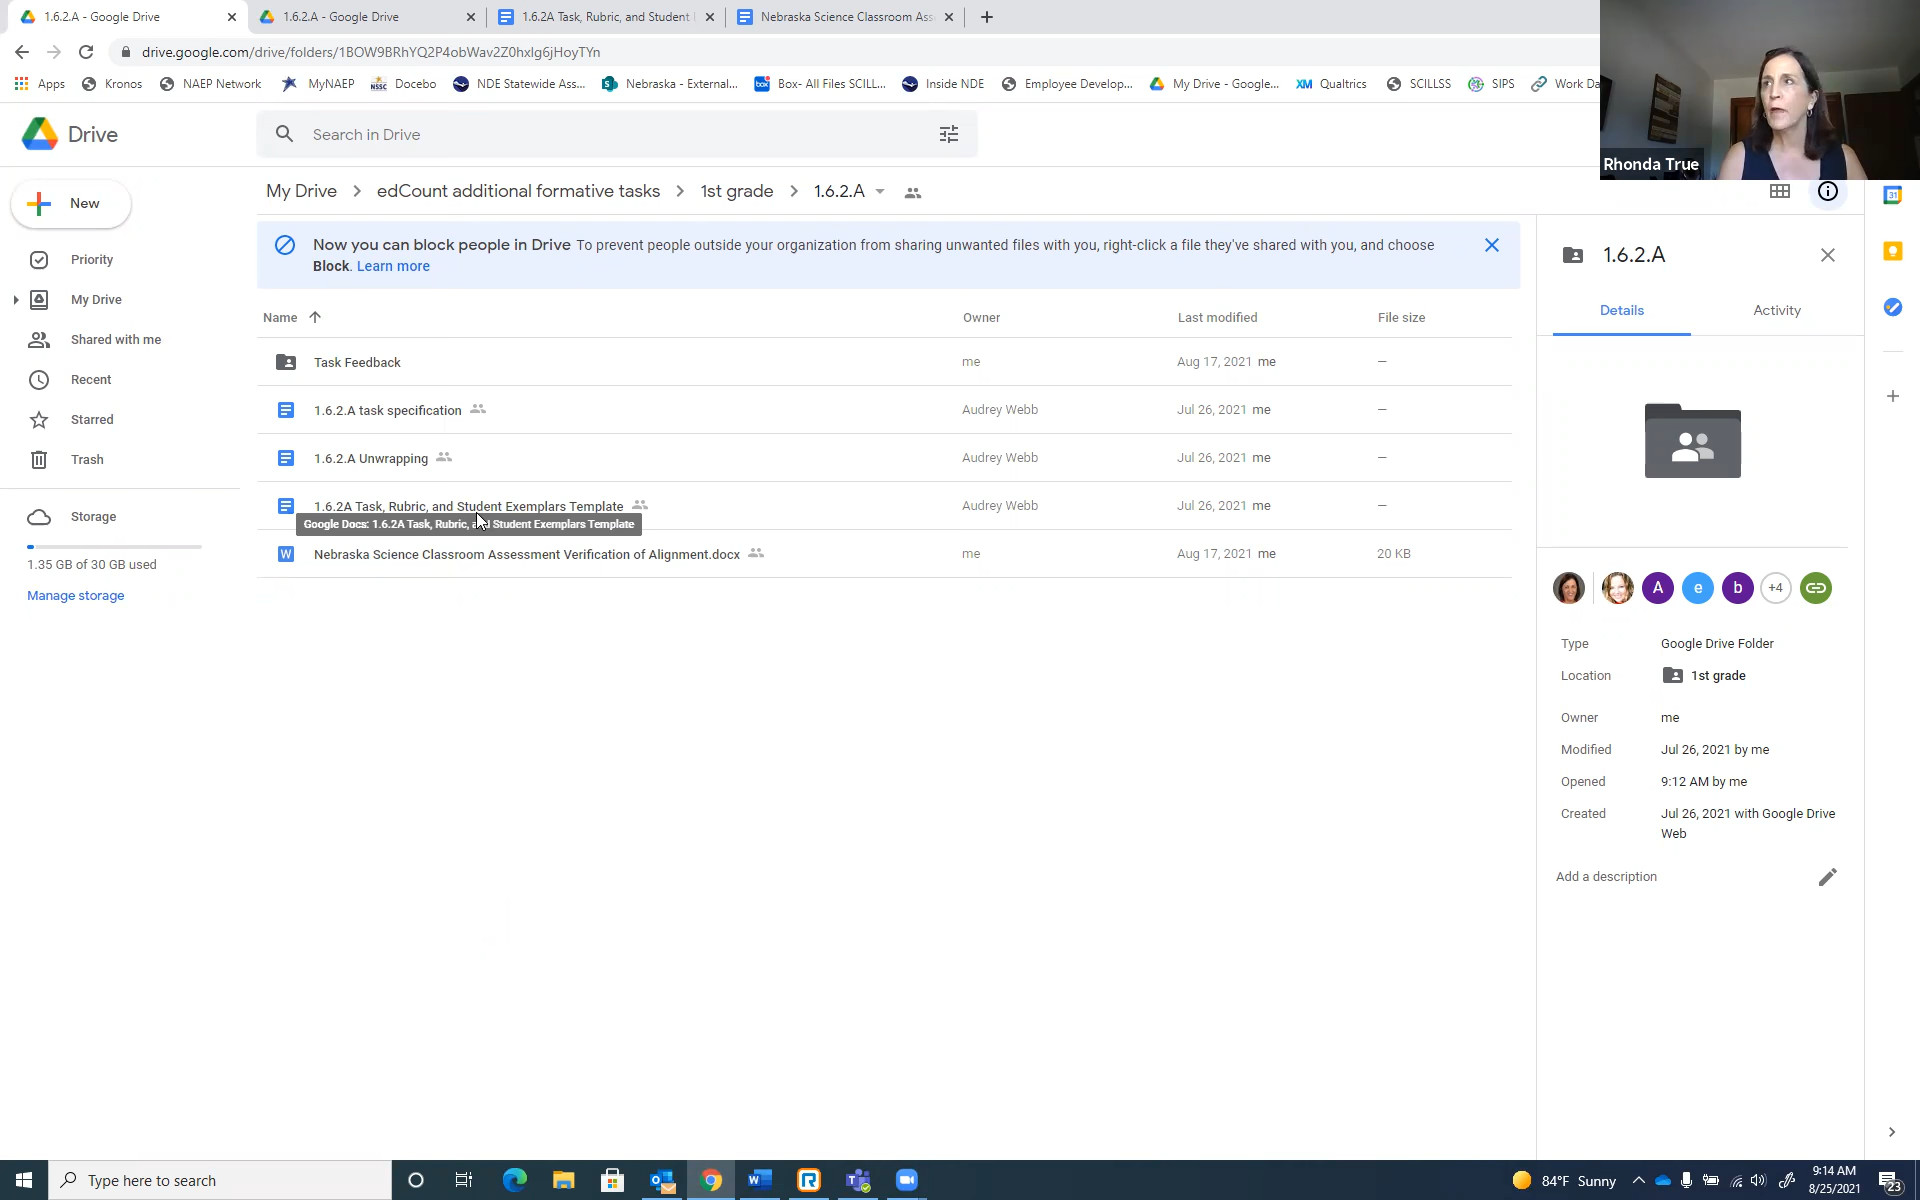 1.6.2.A - Google Drive
1.6.2.A - Google Drive
1.6.2A Task, Rubric, and Student
Nebraska Science Classroom Ass
drive.google.com/drive/folders/1BOW9BRhYQ2P4obWav2Z0hxlg6jHoyTYn
Apps Kronos NAEP Network MyNAEP Docebo NDE Statewide Ass... Nebraska - External... Box- All Files SCILL... Inside NDE Employee Develop... My Drive - Google... XM Qualtrics SCILLSS SIPS Work Da
NSSC
box
Rhonda True
Drive
Search in Drive
My Drive edCount additional formative tasks 1st grade 1.6.2.A
31
New
Priority
My Drive
Shared with me
Recent
Starred
Trash
Storage
1.35 GB of 30 GB used
Manage storage
Now you can block people in Drive To prevent people outside your organization from sharing unwanted files with you, right-click a file they've shared with you, and choose
Block. Learn more
Name Owner Last modified File size
Task Feedback me Aug 17, 2021 me —
1.6.2.A task specification Audrey Webb Jul 26, 2021 me —
1.6.2.A Unwrapping Audrey Webb Jul 26, 2021 me —
1.6.2A Task, Rubric, and Student Exemplars Template Audrey Webb Jul 26, 2021 me —
Google Docs: 1.6.2A Task, Rubric, and Student Exemplars Template
W Nebraska Science Classroom Assessment Verification of Alignment.docx me Aug 17, 2021 me 20 KB
1.6.2.A
Details Activity
A e b +4
Type Google Drive Folder
Location 1st grade
Owner me
Modified Jul 26, 2021 by me
Opened 9:12 AM by me
Created Jul 26, 2021 with Google Drive
Web
Add a description
Type here to search
84°F Sunny
9:14 AM
8/25/2021
23